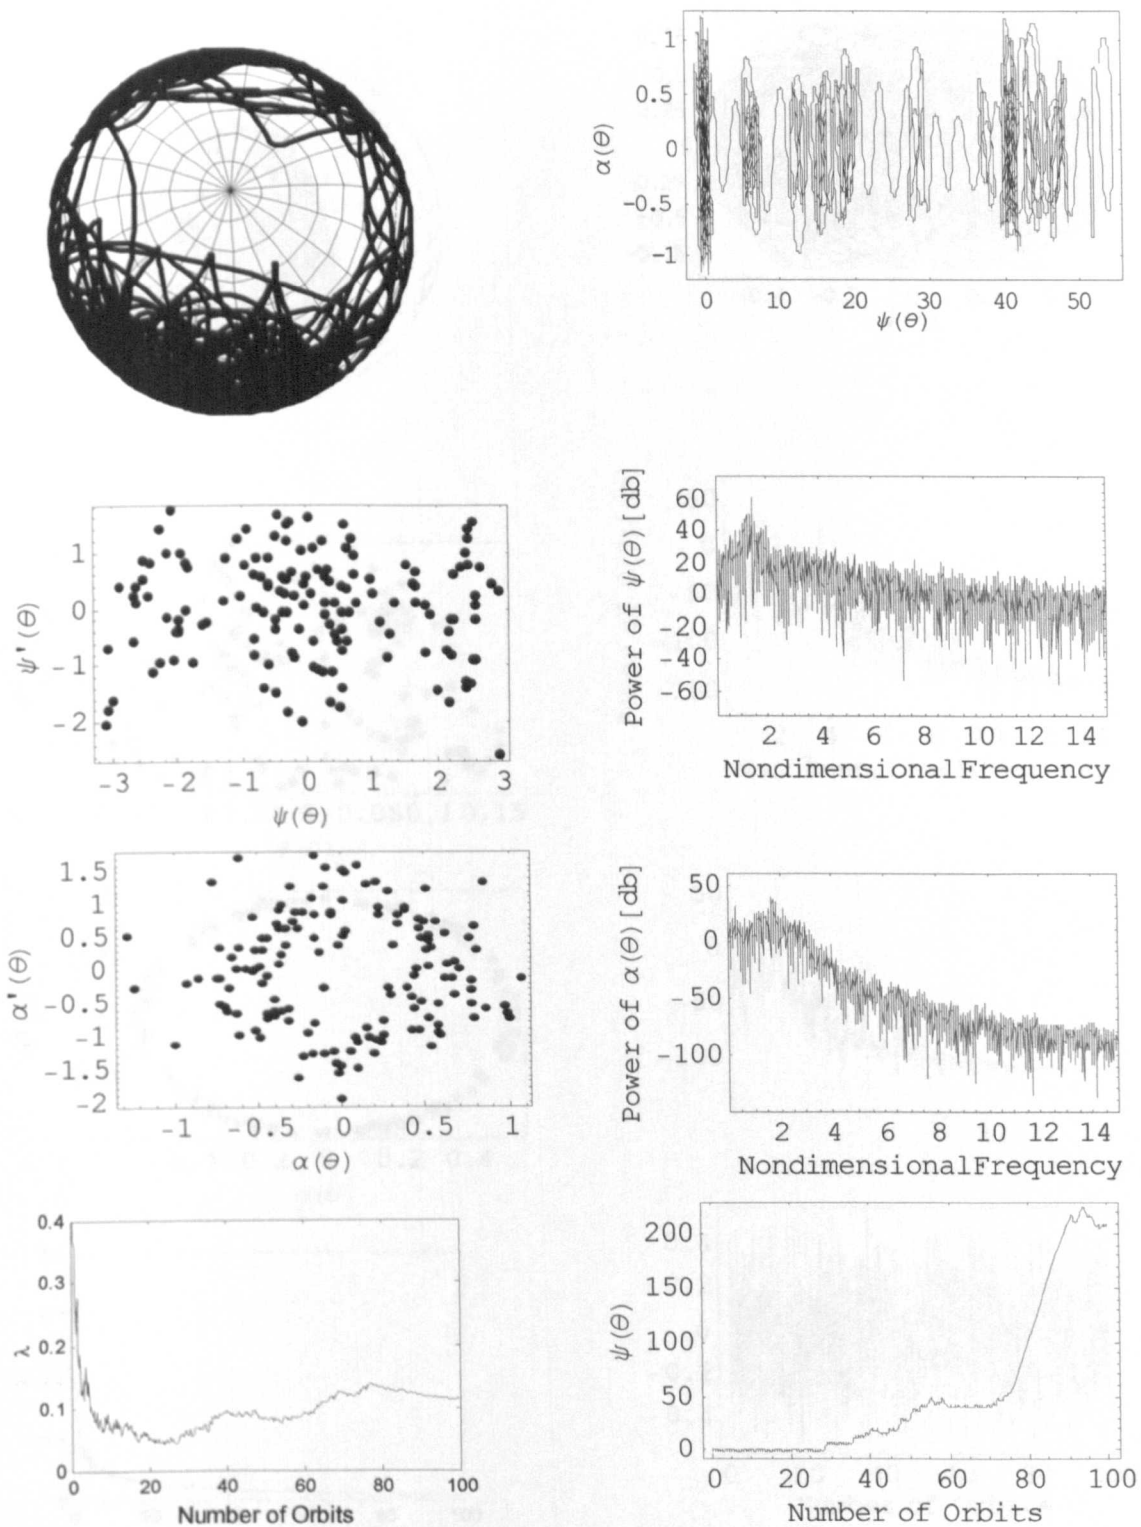 α(θ)
1
0.5
0
-0.5
-1
0 10 20 30 40 50
ψ(θ)
ψ'(θ)
1
0
-1
-2
-3 -2 -1 0 1 2 3
ψ(θ)
Power of ψ(θ)[db]
60
40
20
0
-20
-40
-60
2 4 6 8 10 12 14
Nondimensional Frequency
α'(θ)
1.5
1
0.5
0
-0.5
-1
-1.5
-2
-1 -0.5 0 0.5 1
α(θ)
Power of α(θ)[db]
50
0
-50
-100
2 4 6 8 10 12 14
Nondimensional Frequency
λ
0.4
0.3
0.2
0.1
0
0 20 40 60 80 100
Number of Orbits
ψ(θ)
200
150
100
50
0
0 20 40 60 80 100
Number of Orbits